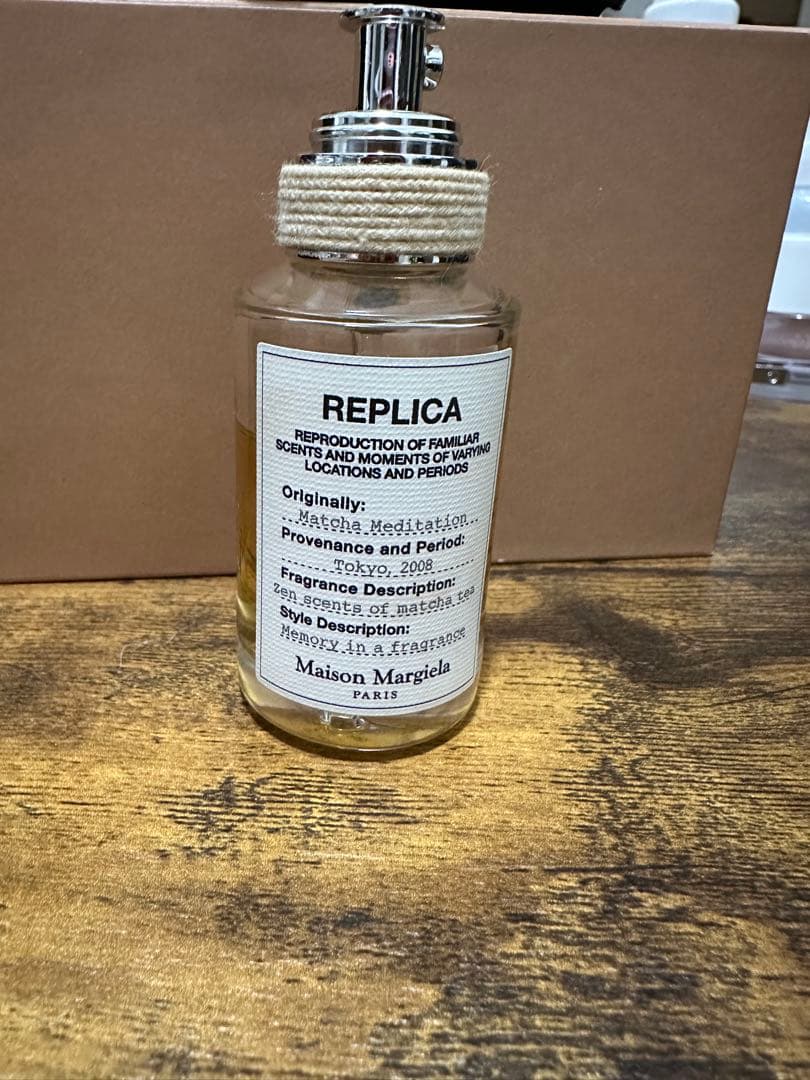 REPLICA
REPRODUCTION OF FAMILIAR
SCENTS AND MOMENTS OF VARYING
LOCATIONS AND PERIODS
Originally:
Matcha Meditation
Provenance and Period:
Tokyo, 2008
Fragrance Description:
Zen scents of matcha tea
Style Description:
Memory in a fragrance
Maison Margiela
PARIS